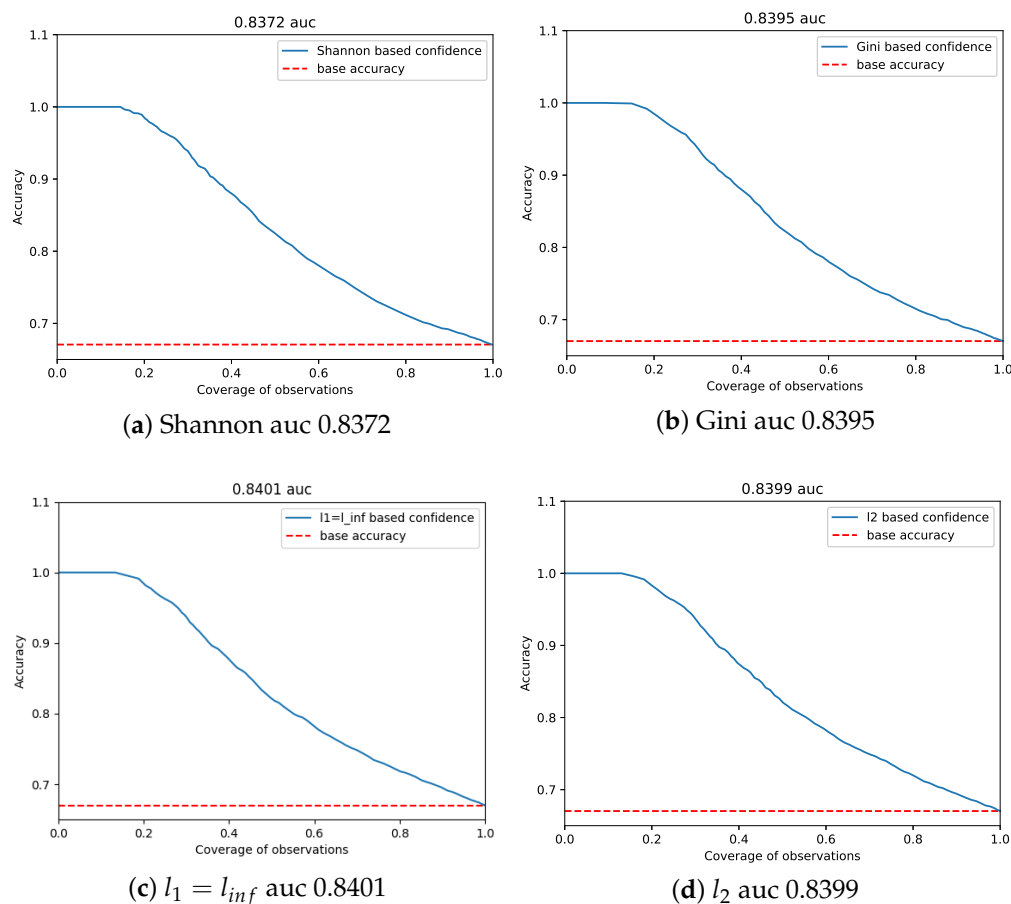 0.8372 auc
Shannon based confidence
base accuracy
1.1
1.0
0.9
0.8
0.7
Accuracy
0.0 0.2 0.4 0.6 0.8 1.0
Coverage of observations
(a) Shannon auc 0.8372
0.8395 auc
Gini based confidence
base accuracy
1.1
1.0
0.9
0.8
0.7
Accuracy
0.0 0.2 0.4 0.6 0.8 1.0
Coverage of observations
(b) Gini auc 0.8395
0.8401 auc
l1=l_inf based confidence
base accuracy
1.1
1.0
0.9
0.8
0.7
Accuracy
0.0 0.2 0.4 0.6 0.8 1.0
Coverage of observations
(c) l1 = linf auc 0.8401
0.8399 auc
l2 based confidence
base accuracy
1.1
1.0
0.9
0.8
0.7
Accuracy
0.0 0.2 0.4 0.6 0.8 1.0
Coverage of observations
(d) l2 auc 0.8399